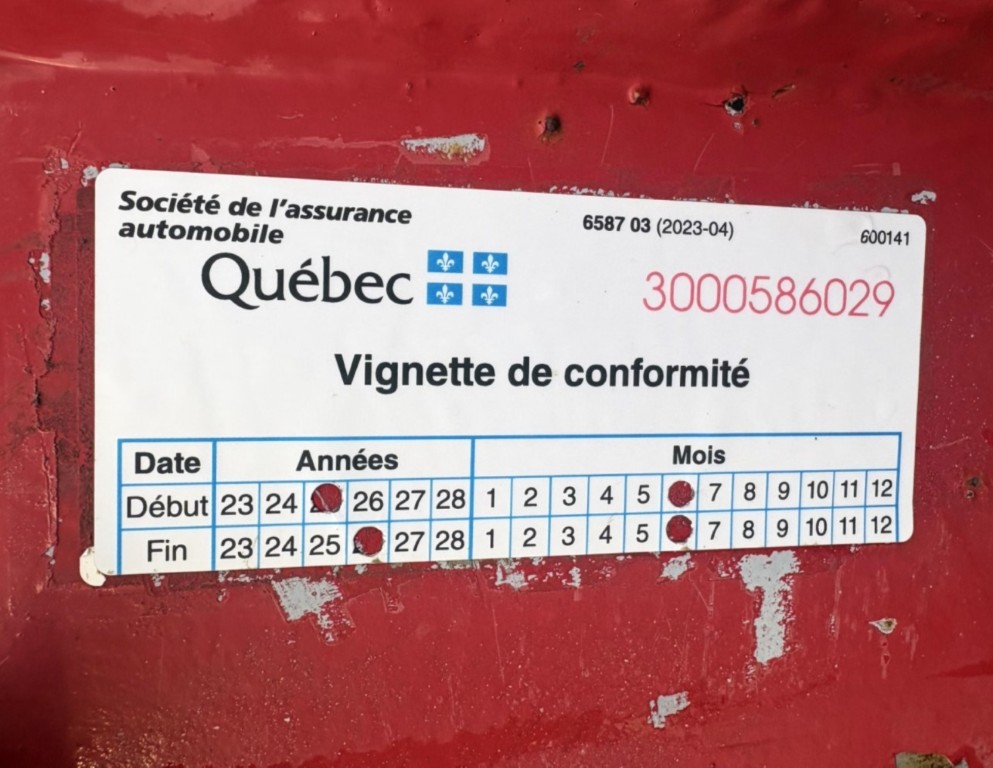 Société de l'assurance
automobile
Québec
6587 03 (2023-04)
600141
3000586029
Vignette de conformité
Date Années Mois
Début 23 24 26 27 28 1 2 3 4 5 7 8 9 10 11 12
Fin 23 24 25 27 28 1 2 3 4 5 7 8 9 10 11 12